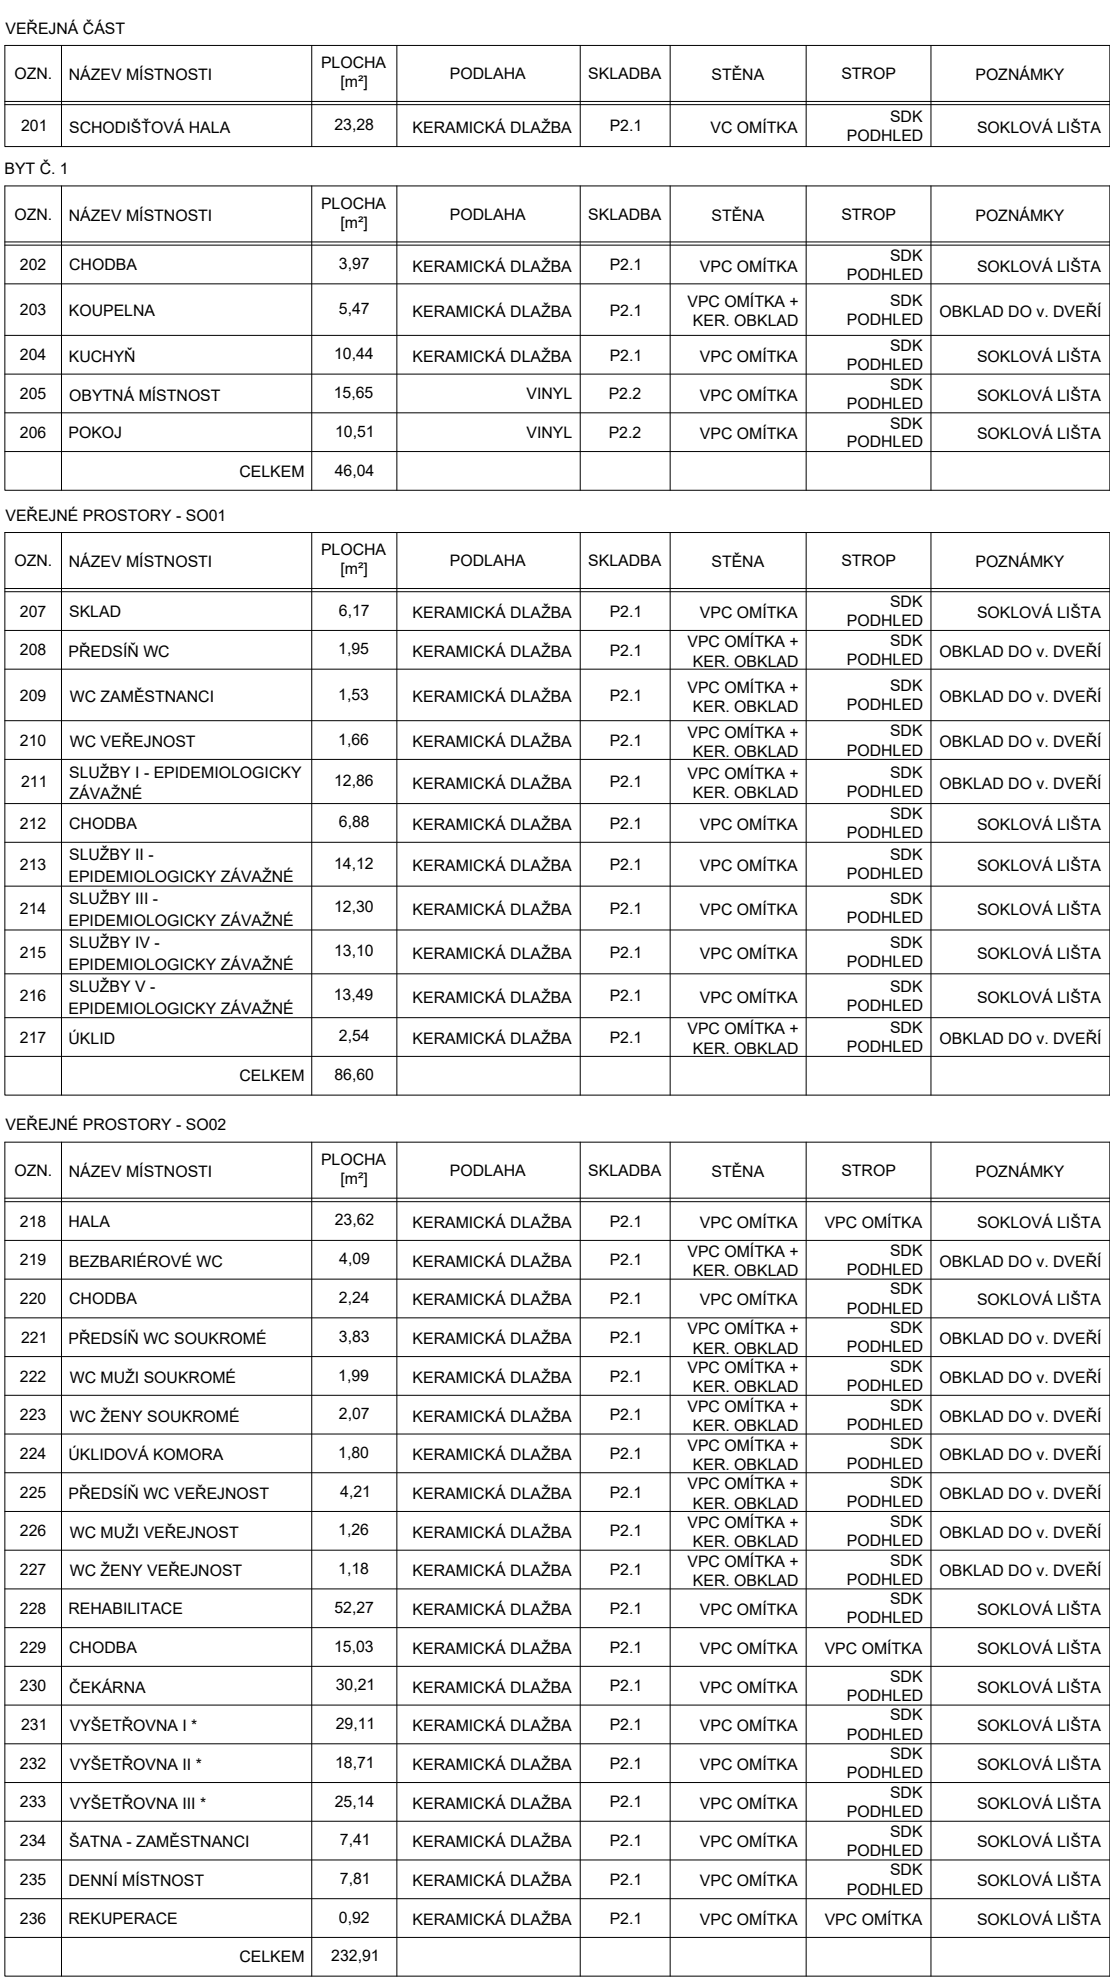 VEŘEJNÁ ČÁST
OZN. NÁZEV MÍSTNOSTI PLOCHA [m²] PODLAHA SKLADBA STĚNA STROP POZNÁMKY
201 SCHODIŠŤOVÁ HALA 23,28 KERAMICKÁ DLAŽBA P2.1 VC OMÍTKA SDK PODHLED SOKLOVÁ LIŠTA
BYT Č. 1
OZN. NÁZEV MÍSTNOSTI PLOCHA [m²] PODLAHA SKLADBA STĚNA STROP POZNÁMKY
202 CHODBA 3,97 KERAMICKÁ DLAŽBA P2.1 VPC OMÍTKA SDK PODHLED SOKLOVÁ LIŠTA
203 KOUPELNA 5,47 KERAMICKÁ DLAŽBA P2.1 VPC OMÍTKA + KER. OBKLAD SDK PODHLED OBKLAD DO v. DVEŘÍ
204 KUCHYŇ 10,44 KERAMICKÁ DLAŽBA P2.1 VPC OMÍTKA SDK PODHLED SOKLOVÁ LIŠTA
205 OBYTNÁ MÍSTNOST 15,65 VINYL P2.2 VPC OMÍTKA SDK PODHLED SOKLOVÁ LIŠTA
206 POKOJ 10,51 VINYL P2.2 VPC OMÍTKA SDK PODHLED SOKLOVÁ LIŠTA
CELKEM 46,04
VEŘEJNÉ PROSTORY - SO01
OZN. NÁZEV MÍSTNOSTI PLOCHA [m²] PODLAHA SKLADBA STĚNA STROP POZNÁMKY
207 SKLAD 6,17 KERAMICKÁ DLAŽBA P2.1 VPC OMÍTKA SDK PODHLED SOKLOVÁ LIŠTA
208 PŘEDSÍŇ WC 1,95 KERAMICKÁ DLAŽBA P2.1 VPC OMÍTKA + KER. OBKLAD SDK PODHLED OBKLAD DO v. DVEŘÍ
209 WC ZAMĚSTNANCI 1,53 KERAMICKÁ DLAŽBA P2.1 VPC OMÍTKA + KER. OBKLAD SDK PODHLED OBKLAD DO v. DVEŘÍ
210 WC VEŘEJNOST 1,66 KERAMICKÁ DLAŽBA P2.1 VPC OMÍTKA + KER. OBKLAD SDK PODHLED OBKLAD DO v. DVEŘÍ
211 SLUŽBY I - EPIDEMIOLOGICKY ZÁVAŽNÉ 12,86 KERAMICKÁ DLAŽBA P2.1 VPC OMÍTKA + KER. OBKLAD SDK PODHLED OBKLAD DO v. DVEŘÍ
212 CHODBA 6,88 KERAMICKÁ DLAŽBA P2.1 VPC OMÍTKA SDK PODHLED SOKLOVÁ LIŠTA
213 SLUŽBY II - EPIDEMIOLOGICKY ZÁVAŽNÉ 14,12 KERAMICKÁ DLAŽBA P2.1 VPC OMÍTKA SDK PODHLED SOKLOVÁ LIŠTA
214 SLUŽBY III - EPIDEMIOLOGICKY ZÁVAŽNÉ 12,30 KERAMICKÁ DLAŽBA P2.1 VPC OMÍTKA SDK PODHLED SOKLOVÁ LIŠTA
215 SLUŽBY IV - EPIDEMIOLOGICKY ZÁVAŽNÉ 13,10 KERAMICKÁ DLAŽBA P2.1 VPC OMÍTKA SDK PODHLED SOKLOVÁ LIŠTA
216 SLUŽBY V - EPIDEMIOLOGICKY ZÁVAŽNÉ 13,49 KERAMICKÁ DLAŽBA P2.1 VPC OMÍTKA SDK PODHLED SOKLOVÁ LIŠTA
217 ÚKLID 2,54 KERAMICKÁ DLAŽBA P2.1 VPC OMÍTKA + KER. OBKLAD SDK PODHLED OBKLAD DO v. DVEŘÍ
CELKEM 86,60
VEŘEJNÉ PROSTORY - SO02
OZN. NÁZEV MÍSTNOSTI PLOCHA [m²] PODLAHA SKLADBA STĚNA STROP POZNÁMKY
218 HALA 23,62 KERAMICKÁ DLAŽBA P2.1 VPC OMÍTKA VPC OMÍTKA SOKLOVÁ LIŠTA
219 BEZBARIÉROVÉ WC 4,09 KERAMICKÁ DLAŽBA P2.1 VPC OMÍTKA + KER. OBKLAD SDK PODHLED OBKLAD DO v. DVEŘÍ
220 CHODBA 2,24 KERAMICKÁ DLAŽBA P2.1 VPC OMÍTKA SDK PODHLED SOKLOVÁ LIŠTA
221 PŘEDSÍŇ WC SOUKROMÉ 3,83 KERAMICKÁ DLAŽBA P2.1 VPC OMÍTKA + KER. OBKLAD SDK PODHLED OBKLAD DO v. DVEŘÍ
222 WC MUŽI SOUKROMÉ 1,99 KERAMICKÁ DLAŽBA P2.1 VPC OMÍTKA + KER. OBKLAD SDK PODHLED OBKLAD DO v. DVEŘÍ
223 WC ŽENY SOUKROMÉ 2,07 KERAMICKÁ DLAŽBA P2.1 VPC OMÍTKA + KER. OBKLAD SDK PODHLED OBKLAD DO v. DVEŘÍ
224 ÚKLIDOVÁ KOMORA 1,80 KERAMICKÁ DLAŽBA P2.1 VPC OMÍTKA + KER. OBKLAD SDK PODHLED OBKLAD DO v. DVEŘÍ
225 PŘEDSÍŇ WC VEŘEJNOST 4,21 KERAMICKÁ DLAŽBA P2.1 VPC OMÍTKA + KER. OBKLAD SDK PODHLED OBKLAD DO v. DVEŘÍ
226 WC MUŽI VEŘEJNOST 1,26 KERAMICKÁ DLAŽBA P2.1 VPC OMÍTKA + KER. OBKLAD SDK PODHLED OBKLAD DO v. DVEŘÍ
227 WC ŽENY VEŘEJNOST 1,18 KERAMICKÁ DLAŽBA P2.1 VPC OMÍTKA + KER. OBKLAD SDK PODHLED OBKLAD DO v. DVEŘÍ
228 REHABILITACE 52,27 KERAMICKÁ DLAŽBA P2.1 VPC OMÍTKA SDK PODHLED SOKLOVÁ LIŠTA
229 CHODBA 15,03 KERAMICKÁ DLAŽBA P2.1 VPC OMÍTKA VPC OMÍTKA SOKLOVÁ LIŠTA
230 ČEKÁRNA 30,21 KERAMICKÁ DLAŽBA P2.1 VPC OMÍTKA SDK PODHLED SOKLOVÁ LIŠTA
231 VYŠETŘOVNA I * 29,11 KERAMICKÁ DLAŽBA P2.1 VPC OMÍTKA SDK PODHLED SOKLOVÁ LIŠTA
232 VYŠETŘOVNA II * 18,71 KERAMICKÁ DLAŽBA P2.1 VPC OMÍTKA SDK PODHLED SOKLOVÁ LIŠTA
233 VYŠETŘOVNA III * 25,14 KERAMICKÁ DLAŽBA P2.1 VPC OMÍTKA SDK PODHLED SOKLOVÁ LIŠTA
234 ŠATNA - ZAMĚSTNANCI 7,41 KERAMICKÁ DLAŽBA P2.1 VPC OMÍTKA SDK PODHLED SOKLOVÁ LIŠTA
235 DENNÍ MÍSTNOST 7,81 KERAMICKÁ DLAŽBA P2.1 VPC OMÍTKA SDK PODHLED SOKLOVÁ LIŠTA
236 REKUPERACE 0,92 KERAMICKÁ DLAŽBA P2.1 VPC OMÍTKA VPC OMÍTKA SOKLOVÁ LIŠTA
CELKEM 232,91